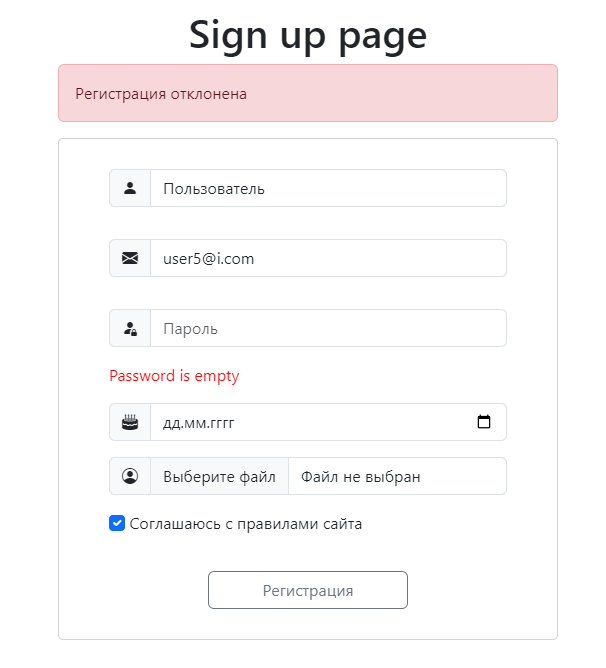 Sign up page
Регистрация отклонена
Пользователь
user5@i.com
Пароль
Password is empty
дд.мм.гггг
Выберите файл Файл не выбран
Соглашаюсь с правилами сайта
Регистрация